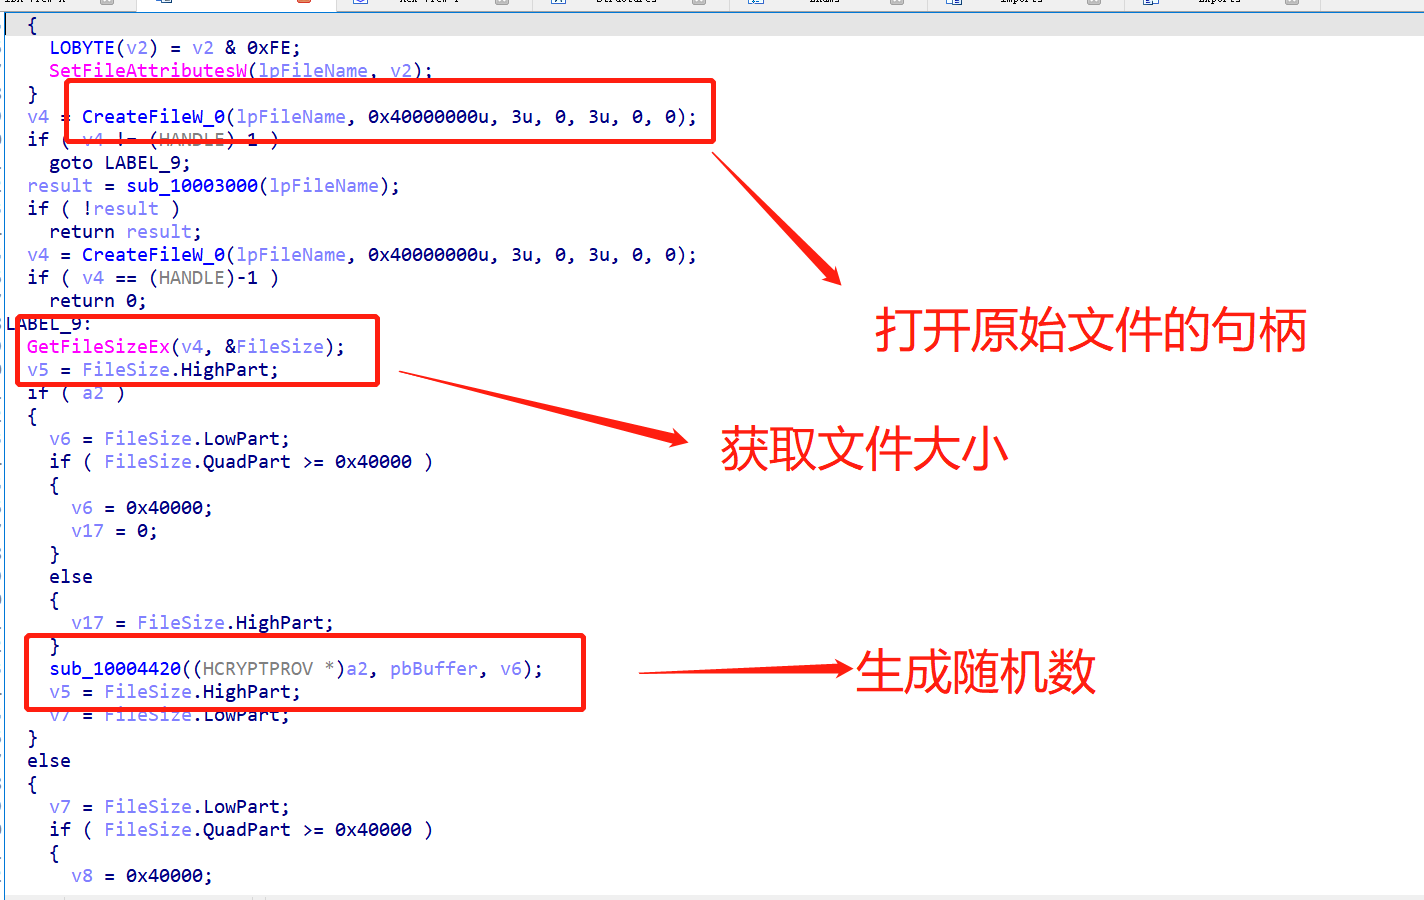 {
LOBYTE(v2) = v2 & 0xFE;
SetFileAttributesW(lpFileName, v2);
}
v4 = CreateFileW_0(lpFileName, 0x40000000u, 3u, 0, 3u, 0, 0);
if ( v4 != (HANDLE)-1 )
goto LABEL_9;
result = sub_10003000(lpFileName);
if ( !result )
return result;
v4 = CreateFileW_0(lpFileName, 0x40000000u, 3u, 0, 3u, 0, 0);
if ( v4 == (HANDLE)-1 )
return 0;
打开原始文件的句柄
LABEL_9:
GetFileSizeEx(v4, &FileSize);
v5 = FileSize.HighPart;
if ( a2 )
{
v6 = FileSize.LowPart;
获取文件大小
if ( FileSize.QuadPart >= 0x40000 )
{
v6 = 0x40000;
v17 = 0;
}
else
{
v17 = FileSize.HighPart;
}
sub_10004420((HCRYPTPROV *)a2, pbBuffer, v6);
生成随机数
v5 = FileSize.HighPart;
v7 = FileSize.LowPart;
}
else
{
v7 = FileSize.LowPart;
if ( FileSize.QuadPart >= 0x40000 )
{
v8 = 0x40000;